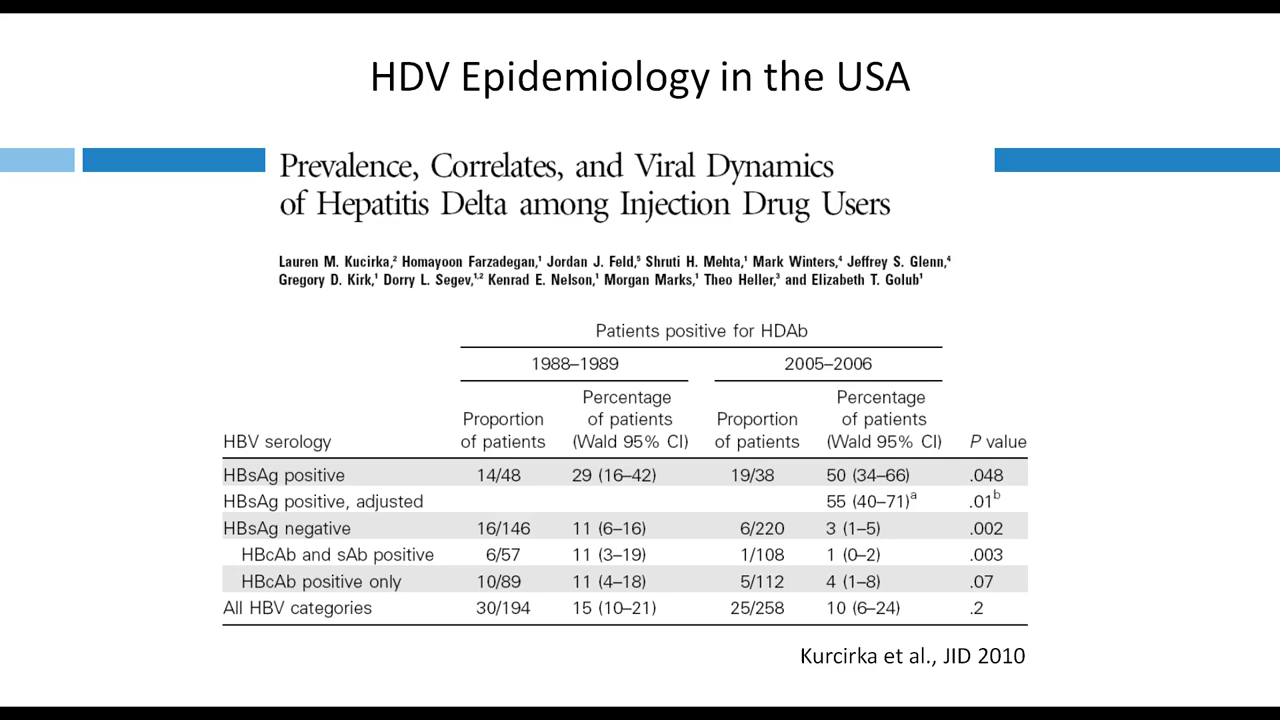 HDV Epidemiology in the USA
Prevalence, Correlates, and Viral Dynamics
of Hepatitis Delta among Injection Drug Users
Lauren M. Kucirka,² Homayoon Farzadegan,¹ Jordan J. Feld,⁵ Shruti H. Mehta,¹ Mark Winters,⁴ Jeffrey S. Glenn,⁴
Gregory D. Kirk,¹ Dorry L. Segev,¹,² Kenrad E. Nelson,¹ Morgan Marks,¹ Theo Heller,³ and Elizabeth T. Golub¹
Patients positive for HDAb
1988–1989 2005–2006
Percentage Percentage
Proportion of patients Proportion of patients
HBV serology of patients (Wald 95% CI) of patients (Wald 95% CI) P value
HBsAg positive 14/48 29 (16–42) 19/38 50 (34–66) .048
HBsAg positive, adjusted 55 (40–71)ᵃ .01ᵇ
HBsAg negative 16/146 11 (6–16) 6/220 3 (1–5) .002
HBcAb and sAb positive 6/57 11 (3–19) 1/108 1 (0–2) .003
HBcAb positive only 10/89 11 (4–18) 5/112 4 (1–8) .07
All HBV categories 30/194 15 (10–21) 25/258 10 (6–24) .2
Kurcirka et al., JID 2010